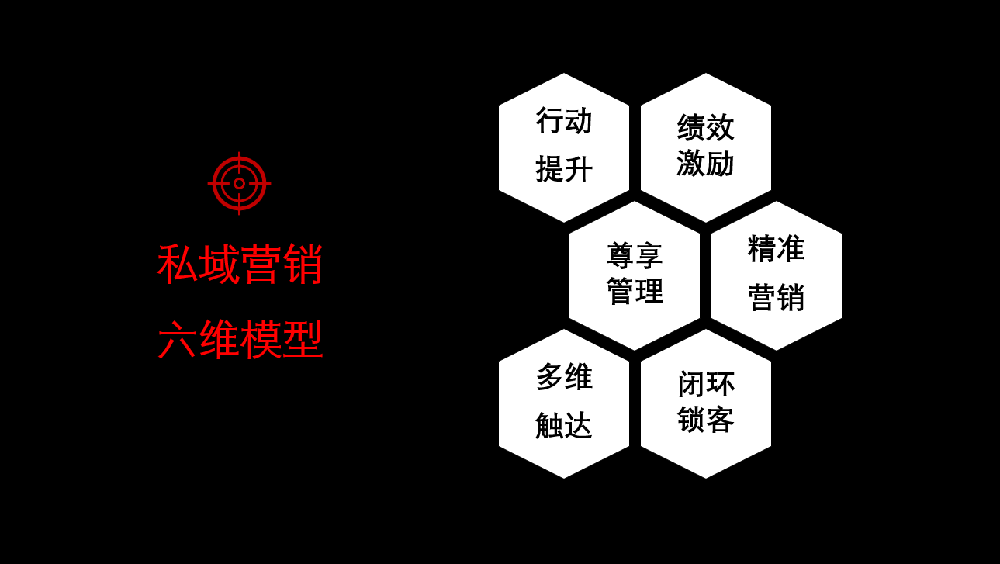 私域营销
六维模型
行动
提升
绩效
激励
尊享
管理
精准
营销
多维
触达
闭环
锁客